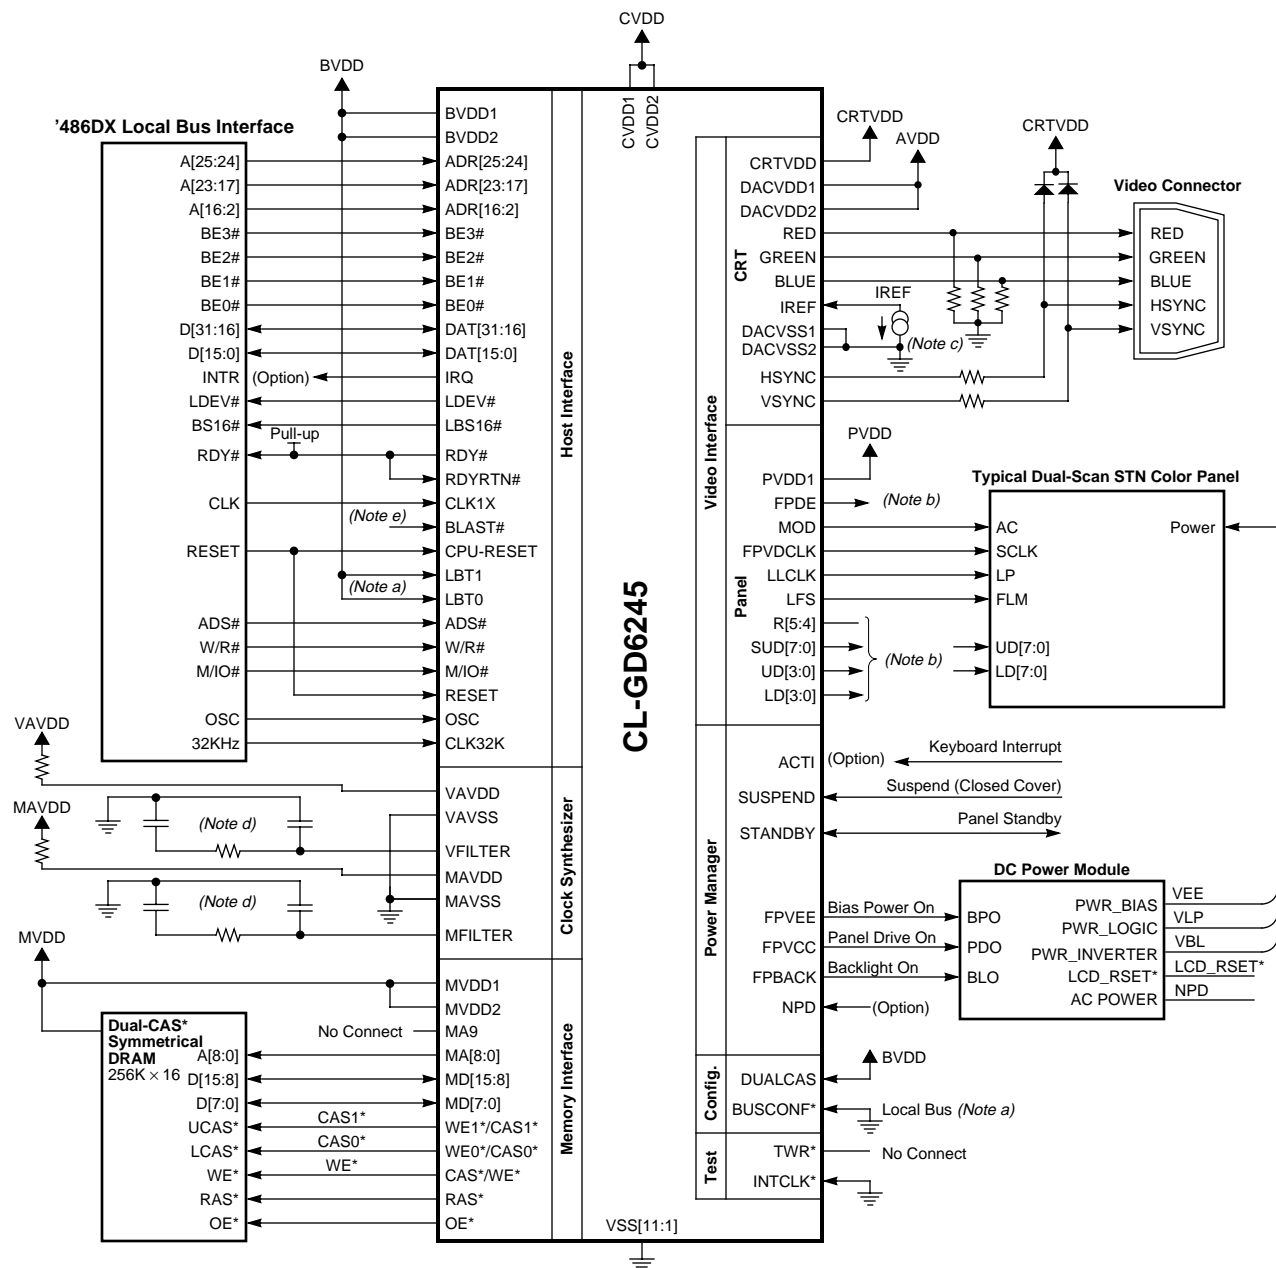 CVDD
BVDD
CVDD1
CVDD2
'486DX Local Bus Interface
A[25:24]
A[23:17]
A[16:2]
BE3#
BE2#
BE1#
BE0#
D[31:16]
D[15:0]
INTR
(Option)
LDEV#
BS16#
Pull-up
RDY#
CLK
(Note e)
RESET
(Note a)
ADS#
W/R#
M/IO#
OSC
32KHz
BVDD1
BVDD2
ADR[25:24]
ADR[23:17]
ADR[16:2]
BE3#
BE2#
BE1#
BE0#
DAT[31:16]
DAT[15:0]
IRQ
LDEV#
LBS16#
RDY#
RDYRTN#
CLK1X
BLAST#
CPU-RESET
LBT1
LBT0
ADS#
W/R#
M/IO#
RESET
OSC
CLK32K
Host Interface
VAVDD
MAVDD
(Note d)
(Note d)
VAVDD
VAVSS
VFILTER
MAVDD
MAVSS
MFILTER
Clock Synthesizer
MVDD
Dual-CAS*
Symmetrical
DRAM
256K × 16
A[8:0]
D[15:8]
D[7:0]
UCAS*
LCAS*
WE*
RAS*
OE*
No Connect
CAS1*
CAS0*
WE*
MVDD1
MVDD2
MA9
MA[8:0]
MD[15:8]
MD[7:0]
WE1*/CAS1*
WE0*/CAS0*
CAS*/WE*
RAS*
OE*
Memory Interface
CL-GD6245
VSS[11:1]
Video Interface
CRT
CRTVDD
DACVDD1
DACVDD2
RED
GREEN
BLUE
IREF
DACVSS1
DACVSS2
HSYNC
VSYNC
CRTVDD
AVDD
CRTVDD
IREF
(Note c)
Video Connector
RED
GREEN
BLUE
HSYNC
VSYNC
Panel
PVDD1
FPDE
MOD
FPVDCLK
LLCLK
LFS
R[5:4]
SUD[7:0]
UD[3:0]
LD[3:0]
PVDD
(Note b)
(Note b)
Typical Dual-Scan STN Color Panel
AC
SCLK
LP
FLM
UD[7:0]
LD[7:0]
Power
Power Manager
ACTI
SUSPEND
STANDBY
FPVEE
FPVCC
FPBACK
NPD
(Option)
Keyboard Interrupt
Suspend (Closed Cover)
Panel Standby
Bias Power On
Panel Drive On
Backlight On
(Option)
DC Power Module
BPO
PDO
BLO
PWR_BIAS
PWR_LOGIC
PWR_INVERTER
LCD_RSET*
AC POWER
VEE
VLP
VBL
LCD_RSET*
NPD
Config.
DUALCAS
BUSCONF*
BVDD
Local Bus (Note a)
Test
TWR*
INTCLK*
No Connect